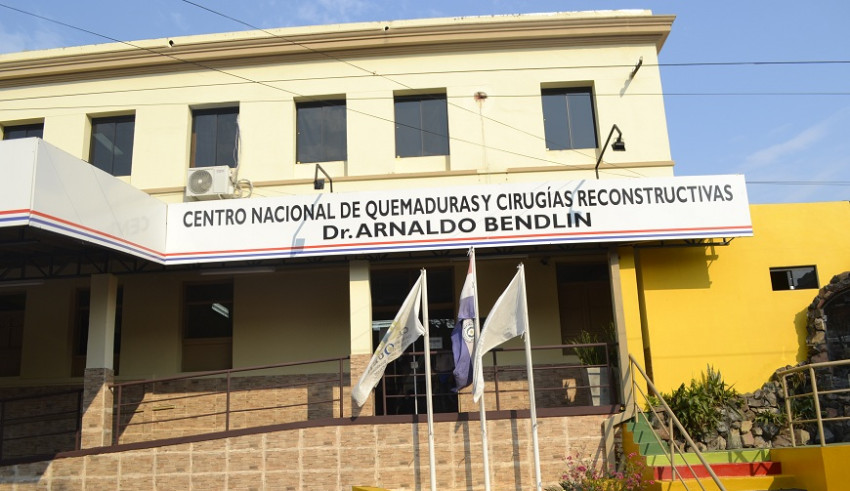 CENTRO NACIONAL DE QUEMADURAS Y CIRUGÍAS RECONSTRUCTIVAS
Dr. ARNALDO BENDLIN